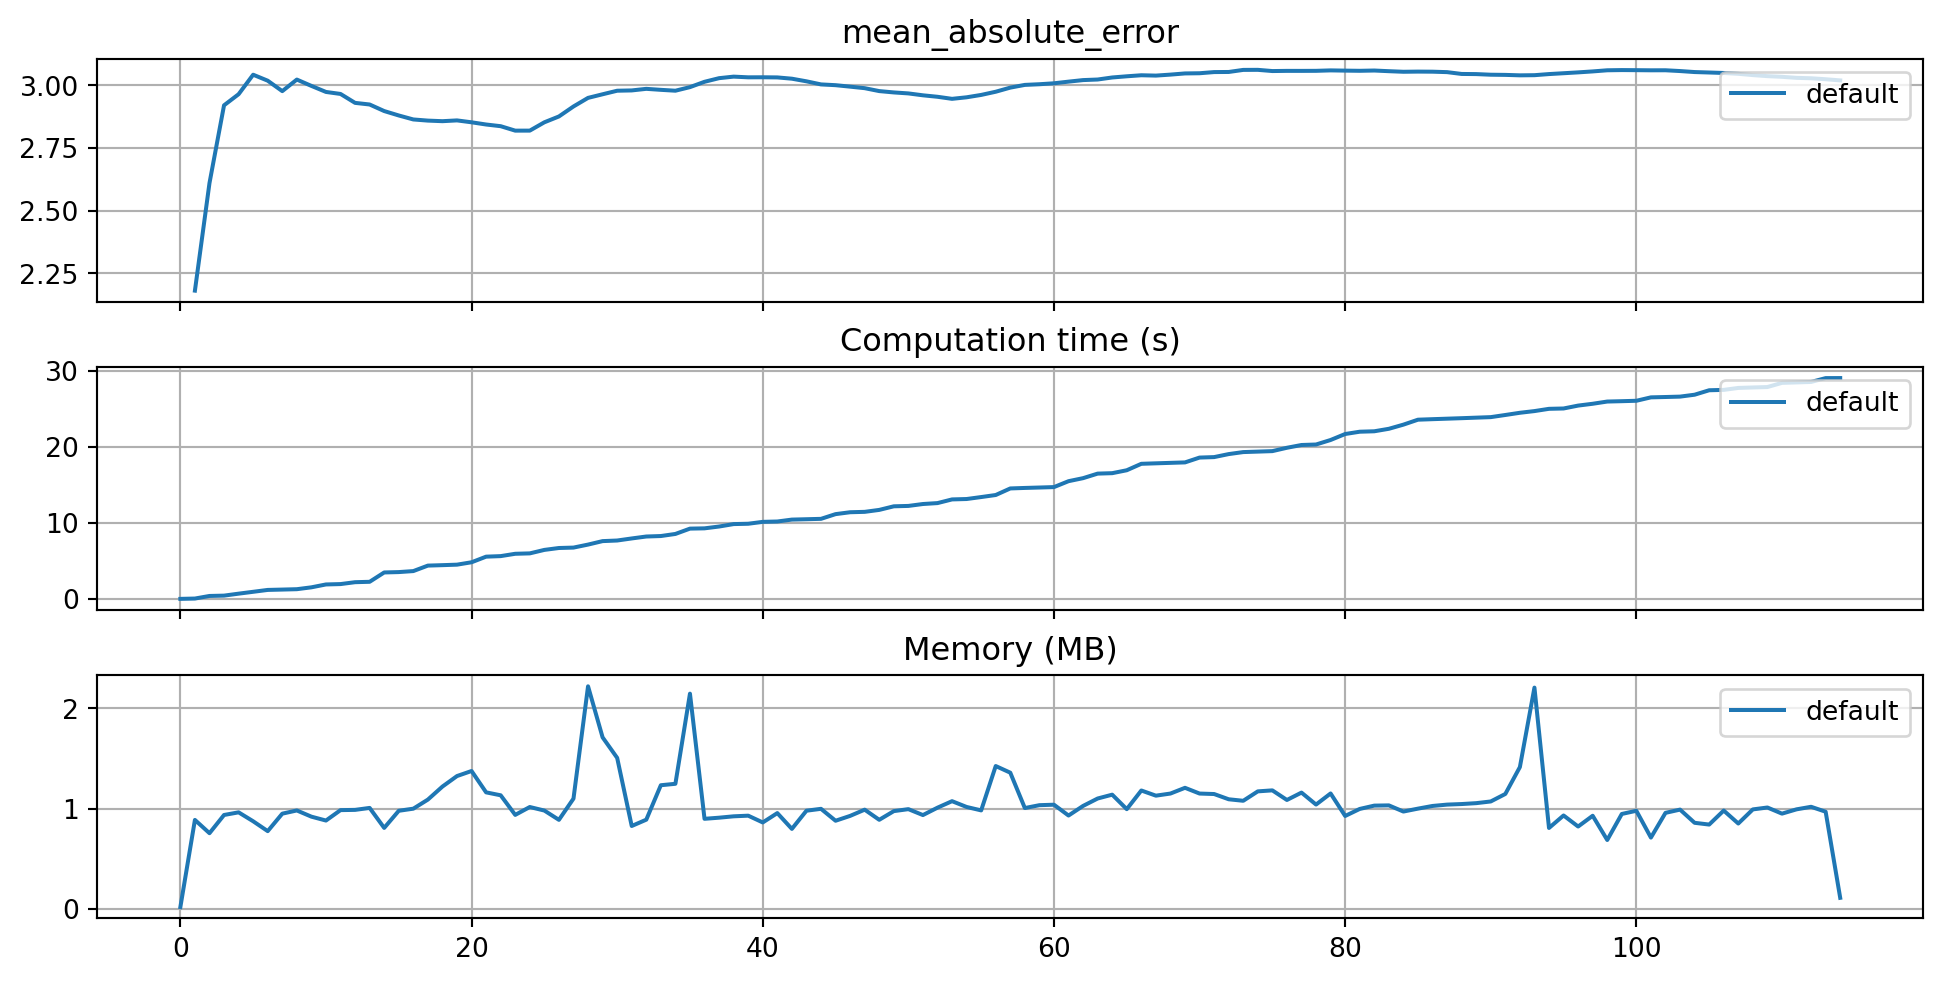 mean_absolute_error
3.00
2.75
2.50
2.25
default
Computation time (s)
30
20
10
0
default
Memory (MB)
2
1
0
default
0 20 40 60 80 100